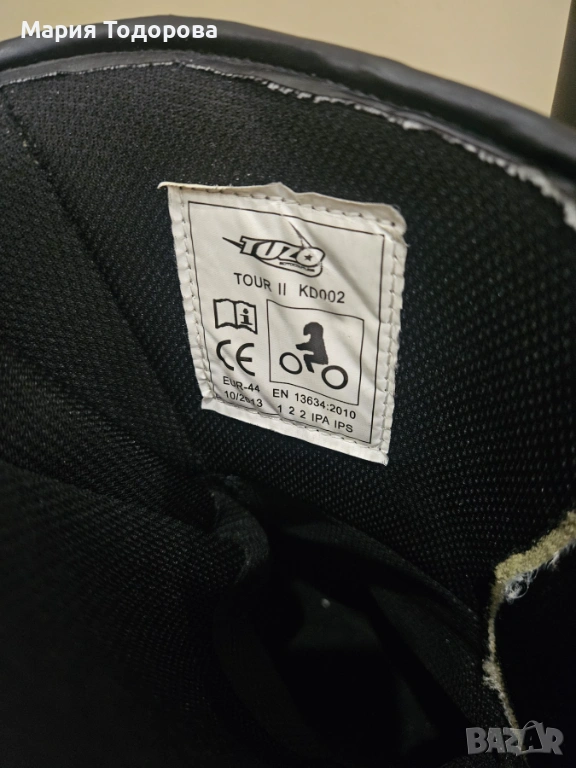 Мария Тодорова
TUZO
TOUR II KD002
i
CE
EUR-44 EN 13634:2010
10/2013 1 2 2 IPA IPS
BAZAR